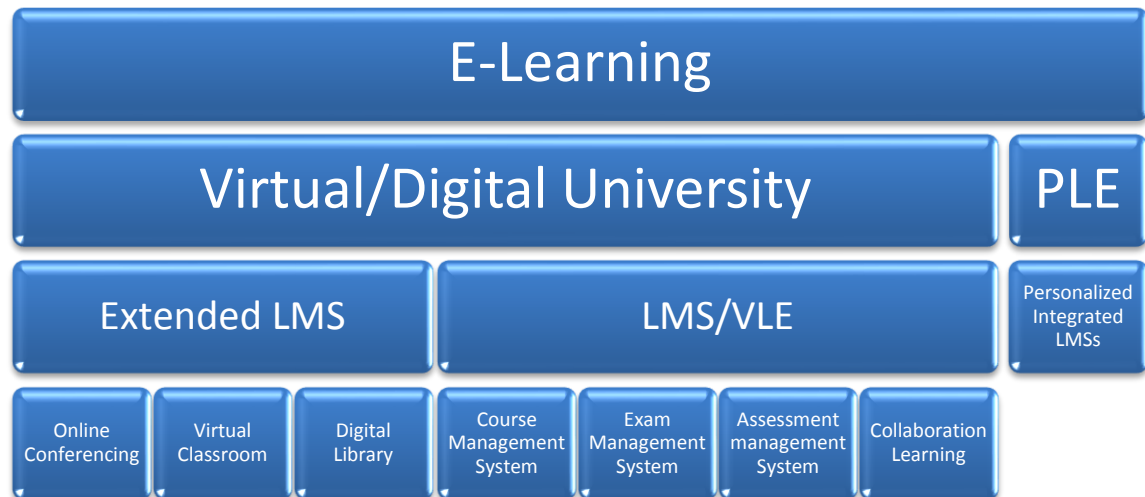 E-Learning
Virtual/Digital University
PLE
Extended LMS
LMS/VLE
Personalized
Integrated
LMSs
Online
Conferencing
Virtual
Classroom
Digital
Library
Course
Management
System
Exam
Management
System
Assessment
management
System
Collaboration
Learning